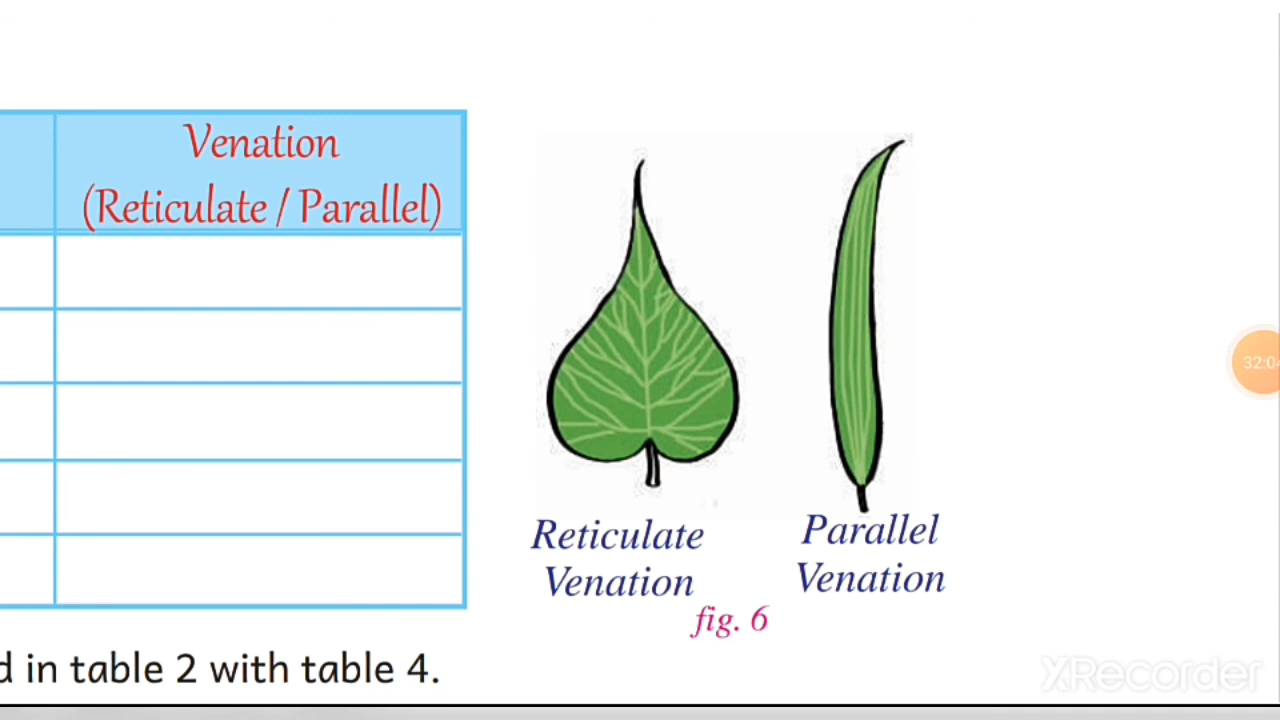 Venation
(Reticulate / Parallel)
Reticulate
Venation
Parallel
Venation
fig. 6
in table 2 with table 4.
XRecorder